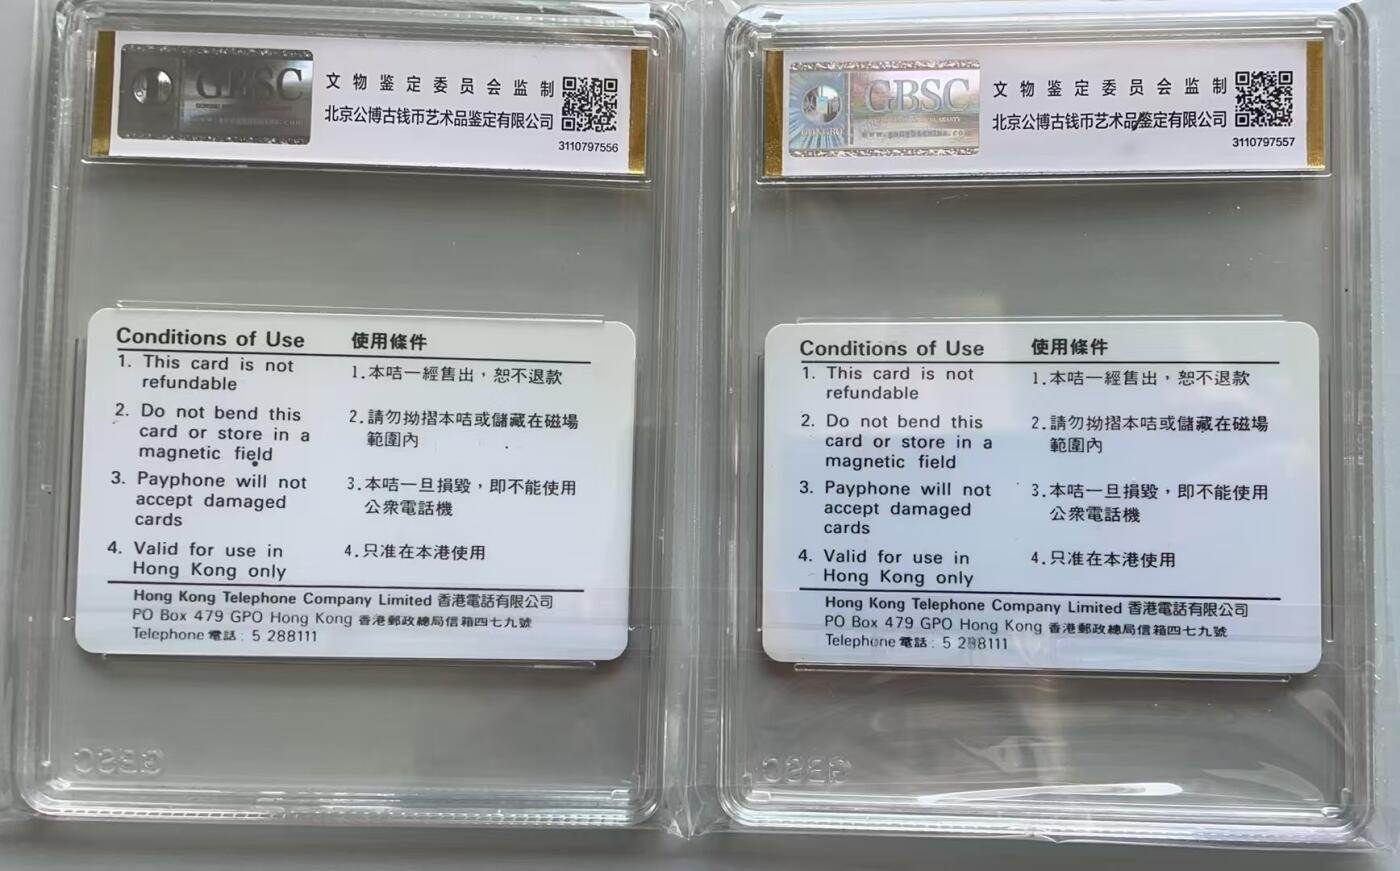 GBSC
文物鉴定委员会监制
北京公博古钱币艺术品鉴定有限公司
3110797556
Conditions of Use 使用條件
1. This card is not
refundable
2. Do not bend this
card or store in a
magnetic field
3. Payphone will not
accept damaged
cards
4. Valid for use in
Hong Kong only
1.本咭一經售出，恕不退款
2.請勿拗摺本咭或儲藏在磁場
範圍內
3.本咭一旦損毀，即不能使用
公衆電話機
4.只准在本港使用
Hong Kong Telephone Company Limited 香港電話有限公司
PO Box 479 GPO Hong Kong 香港郵政總局信箱四七九號
Telephone 電話: 5 288111
GBSC
GBSC
GONGBO
文物鉴定委员会监制
北京公博古钱币艺术品鉴定有限公司
3110797557
Conditions of Use 使用條件
1. This card is not
refundable
2. Do not bend this
card or store in a
magnetic field
3. Payphone will not
accept damaged
cards
4. Valid for use in
Hong Kong only
1.本咭一經售出，恕不退款
2.請勿拗摺本咭或儲藏在磁場
範圍內
3.本咭一旦損毀，即不能使用
公衆電話機
4.只准在本港使用
Hong Kong Telephone Company Limited 香港電話有限公司
PO Box 479 GPO Hong Kong 香港郵政總局信箱四七九號
Telephone 電話: 5 288111
GBSC